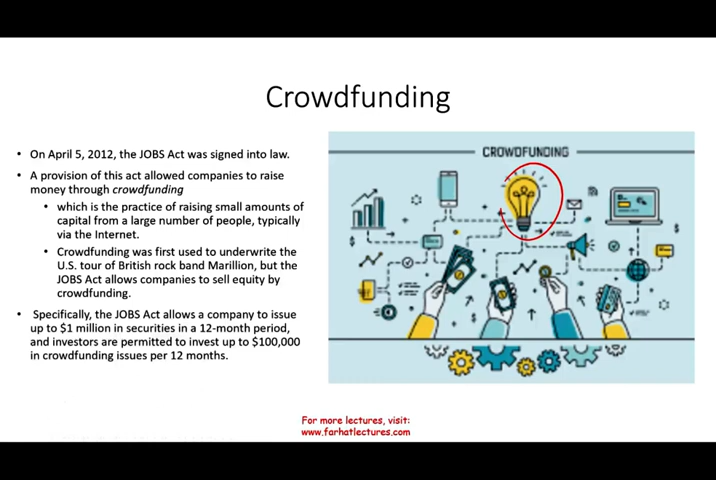 Crowdfunding
• On April 5, 2012, the JOBS Act was signed into law.
• A provision of this act allowed companies to raise
money through crowdfunding
• which is the practice of raising small amounts of
capital from a large number of people, typically
via the Internet.
• Crowdfunding was first used to underwrite the
U.S. tour of British rock band Marillion, but the
JOBS Act allows companies to sell equity by
crowdfunding.
• Specifically, the JOBS Act allows a company to issue
up to $1 million in securities in a 12-month period,
and investors are permitted to invest up to $100,000
in crowdfunding issues per 12 months.
CROWDFUNDING
For more lectures, visit:
www.farhatlectures.com